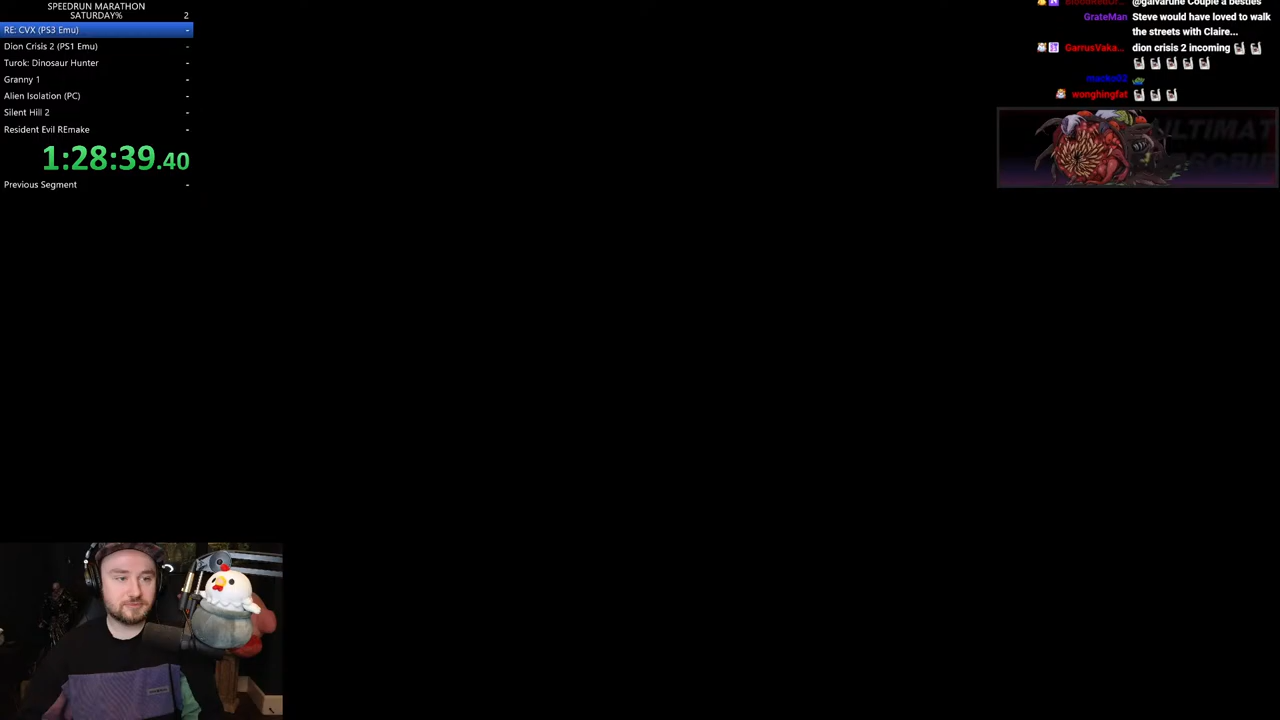 SPEEDRUN MARATHON
SATURDAY%
2
RE: CVX (PS3 Emu) -
Dion Crisis 2 (PS1 Emu) -
Turok: Dinosaur Hunter -
Granny 1 -
Alien Isolation (PC) -
Silent Hill 2 -
Resident Evil REmake -
1:28:39.40
Previous Segment -
@galvarune Couple a besties
GrateMan Steve would have loved to walk
the streets with Claire...
GarrusVaka... dion crisis 2 incoming
wonghingfat